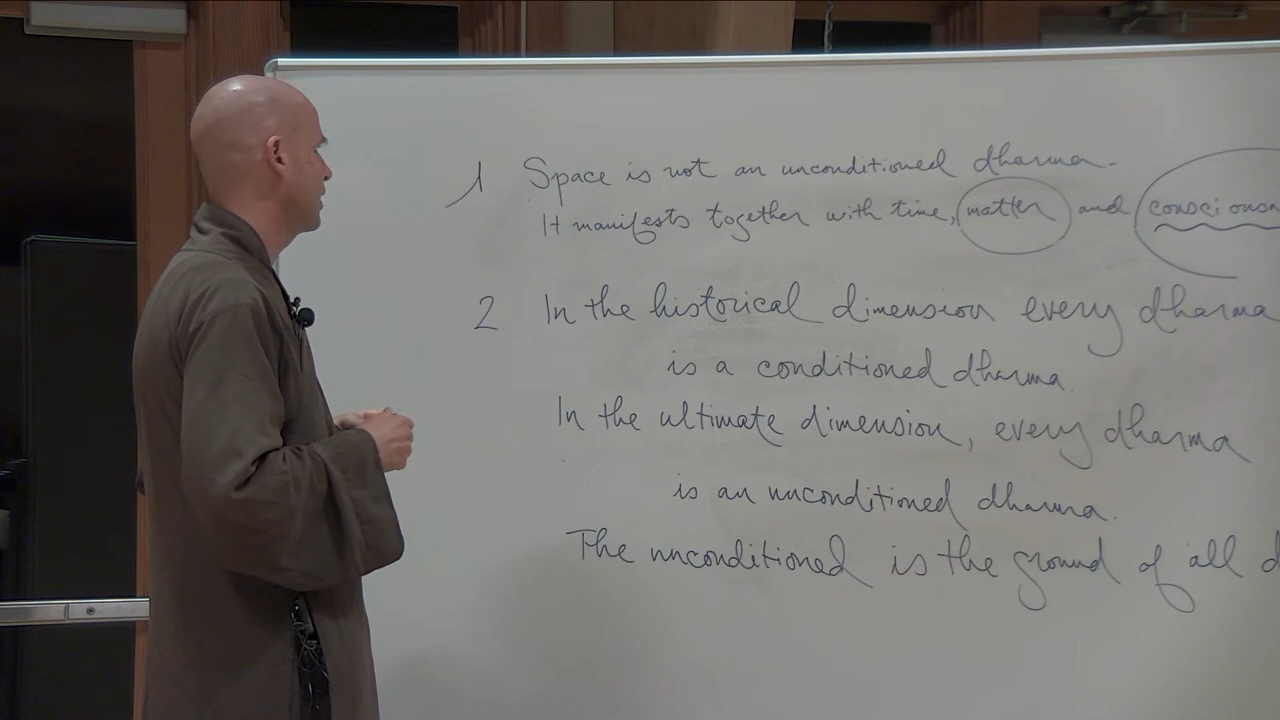 1 Space is not an unconditioned dharma.
It manifests together with time, matter and consciousn
2 In the historical dimension every dharma
is a conditioned dharma.
In the ultimate dimension, every dharma
is an unconditioned dharma.
The unconditioned is the ground of all d